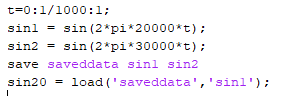 t=0:1/1000:1;
sin1 = sin(2*pi*20000*t);
sin2 = sin(2*pi*30000*t);
save saveddata sin1 sin2
sin20 = load('saveddata','sin1');